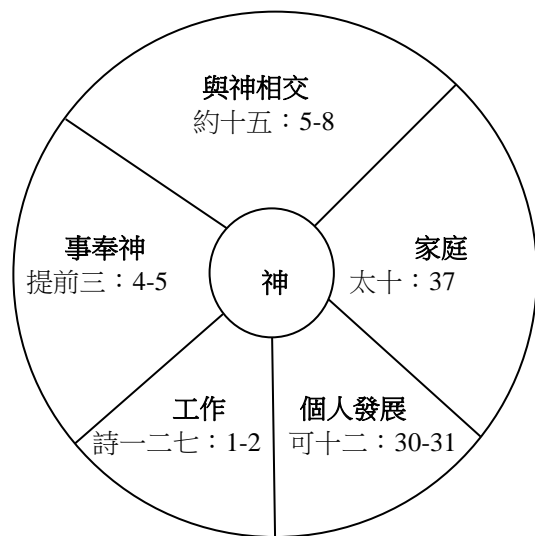 與神相交
約十五：5-8
事奉神
提前三：4-5
家庭
太十：37
神
工作
詩一二七：1-2
個人發展
可十二：30-31